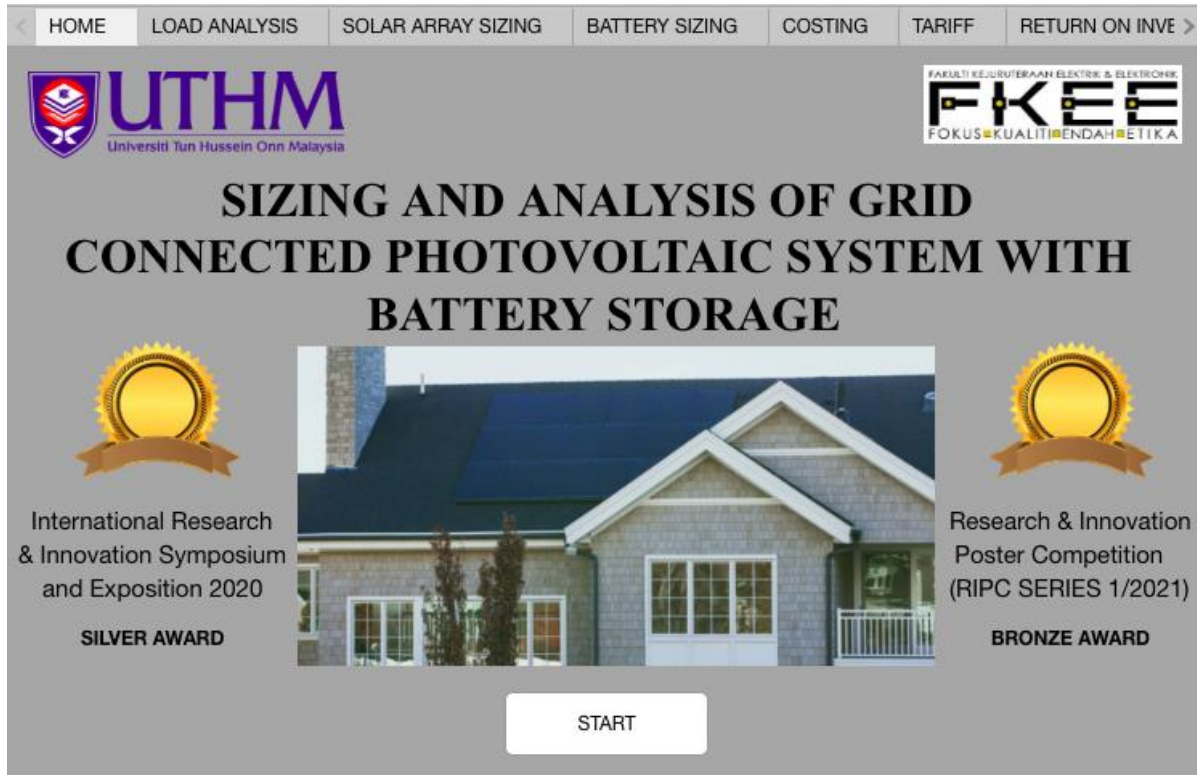 HOME LOAD ANALYSIS SOLAR ARRAY SIZING BATTERY SIZING COSTING TARIFF RETURN ON INVE
UTHM
Universiti Tun Hussein Onn Malaysia
FAKULTI KEJURUTERAAN ELEKTRIK & ELEKTRONIK
FKEE
FOKUS KUALITI ENDAH ETIKA
SIZING AND ANALYSIS OF GRID
CONNECTED PHOTOVOLTAIC SYSTEM WITH
BATTERY STORAGE
International Research
& Innovation Symposium
and Exposition 2020
SILVER AWARD
Research & Innovation
Poster Competition
(RIPC SERIES 1/2021)
BRONZE AWARD
START